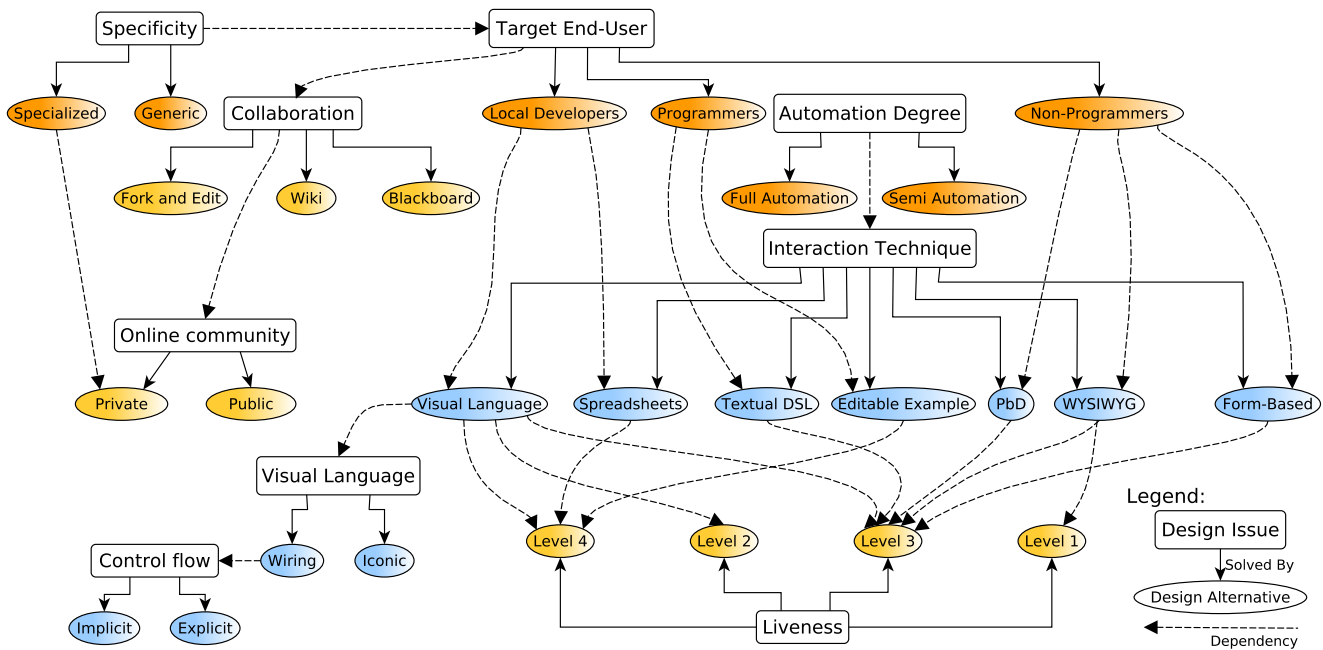 Specificity
Target End-User
Specialized
Generic
Collaboration
Local Developers
Programmers
Automation Degree
Non-Programmers
Fork and Edit
Wiki
Blackboard
Full Automation
Semi Automation
Interaction Technique
Online community
Private
Public
Visual Language
Spreadsheets
Textual DSL
Editable Example
PbD
WYSIWYG
Form-Based
Visual Language
Level 4
Level 2
Level 3
Level 1
Control flow
Wiring
Iconic
Implicit
Explicit
Liveness
Legend:
Design Issue
Solved By
Design Alternative
Dependency